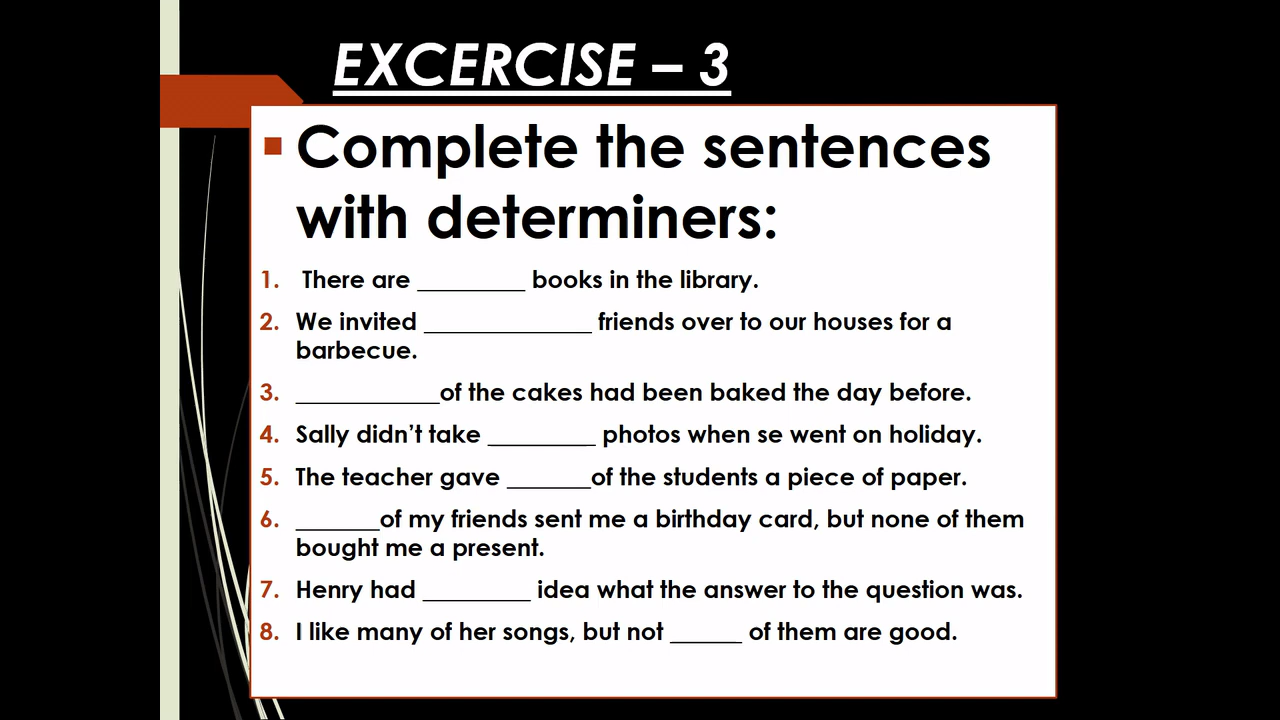 EXCERCISE – 3
▪ Complete the sentences
with determiners:
1. There are _________ books in the library.
2. We invited ______________ friends over to our houses for a
barbecue.
3. ____________of the cakes had been baked the day before.
4. Sally didn’t take _________ photos when se went on holiday.
5. The teacher gave _______of the students a piece of paper.
6. _______of my friends sent me a birthday card, but none of them
bought me a present.
7. Henry had _________ idea what the answer to the question was.
8. I like many of her songs, but not ______ of them are good.